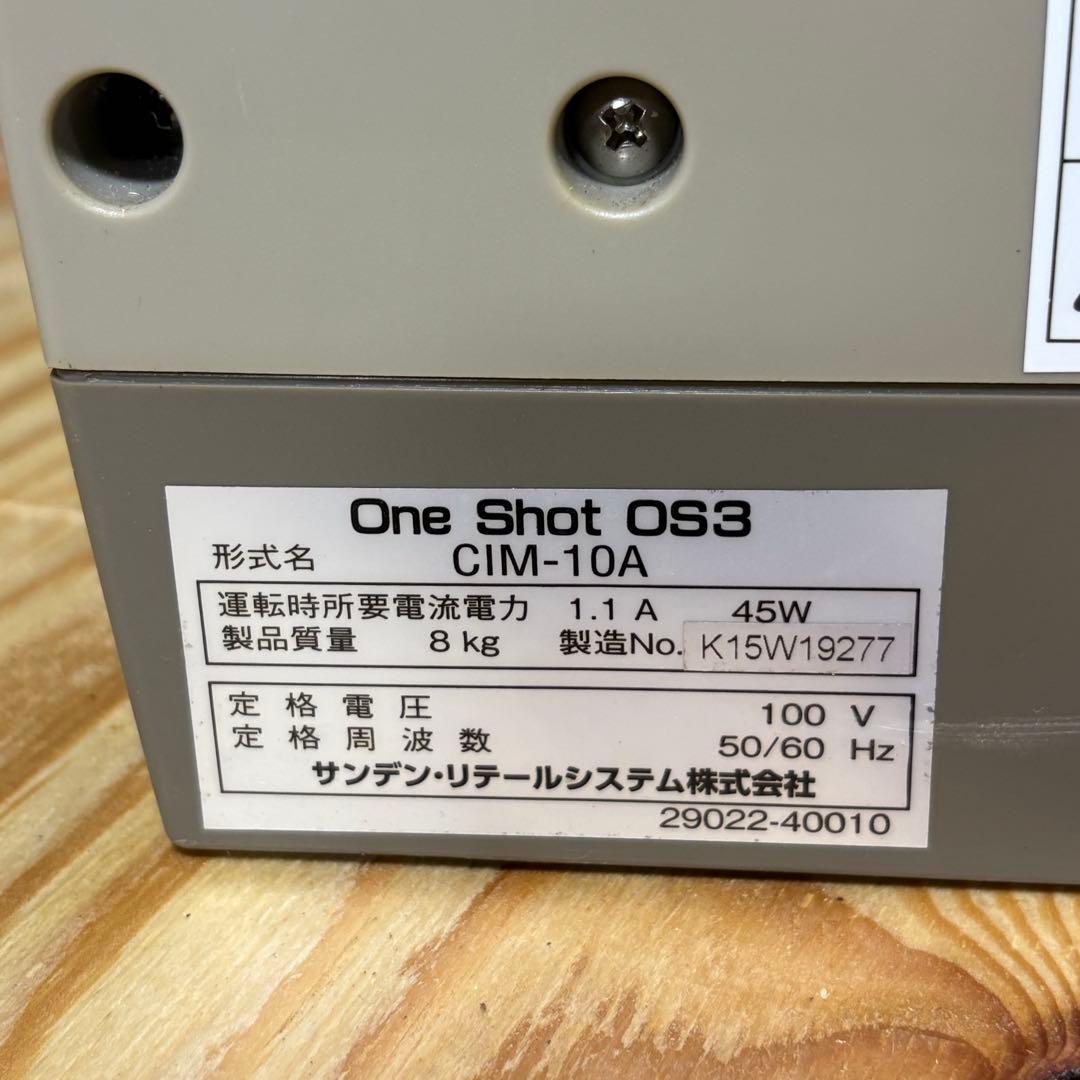 One Shot OS3
形式名 CIM-10A
運転時所要電流電力 1.1 A 45W
製品質量 8 kg 製造No. K15W19277
定格電圧 100 V
定格周波数 50/60 Hz
サンデン・リテールシステム株式会社
29022-40010